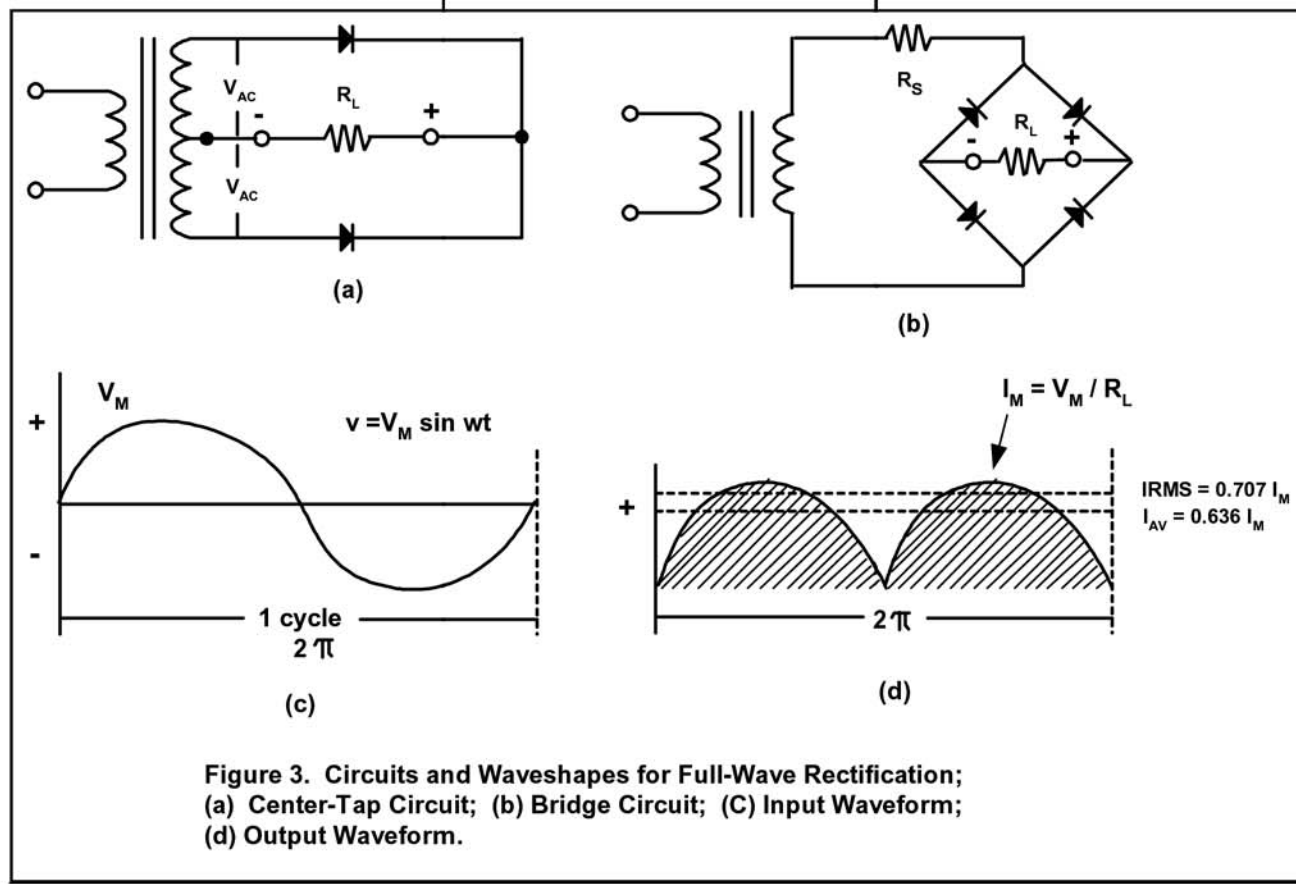 V_AC
R_L
- +
V_AC
(a)
R_S
R_L
- +
(b)
V_M
+
v =V_M sin wt
-
1 cycle
2 π
(c)
I_M = V_M / R_L
+
IRMS = 0.707 I_M
I_AV = 0.636 I_M
2 π
(d)
Figure 3. Circuits and Waveshapes for Full-Wave Rectification;
(a) Center-Tap Circuit; (b) Bridge Circuit; (C) Input Waveform;
(d) Output Waveform.